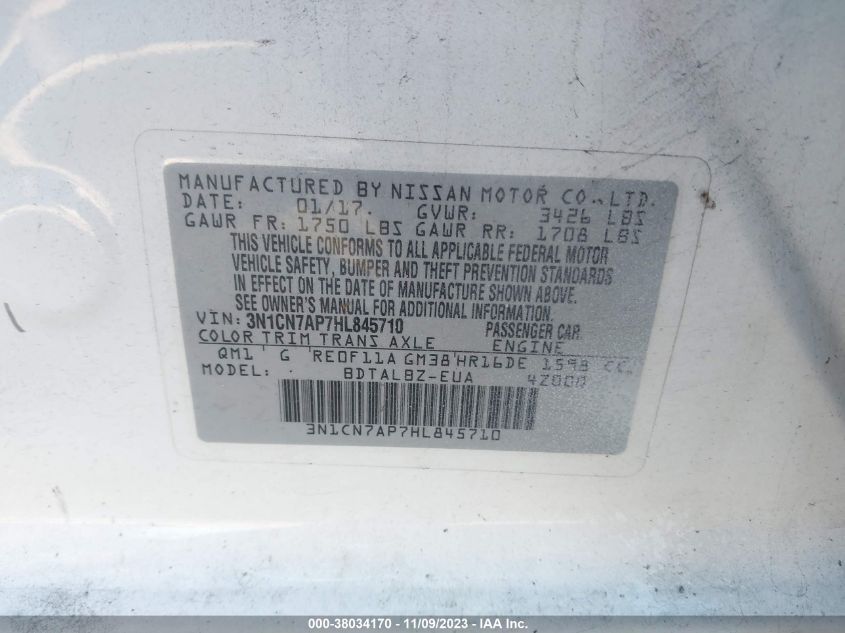 MANUFACTURED BY NISSAN MOTOR CO., LTD.
DATE: 01/17. GVWR: 3426 LBS
GAWR FR: 1750 LBS GAWR RR: 1708 LBS
THIS VEHICLE CONFORMS TO ALL APPLICABLE FEDERAL MOTOR
VEHICLE SAFETY, BUMPER AND THEFT PREVENTION STANDARDS
IN EFFECT ON THE DATE OF MANUFACTURE SHOWN ABOVE.
SEE OWNER'S MANUAL FOR ADDITIONAL INFORMATION.
VIN: 3N1CN7AP7HL845710 PASSENGER CAR
COLOR TRIM TRANS AXLE ENGINE
QM1 G RE0F11A GM38 HR16DE 1598 CC
MODEL: BDTALBZ-EUA 4Z000
3N1CN7AP7HL845710
000-38034170 - 11/09/2023 - IAA Inc.